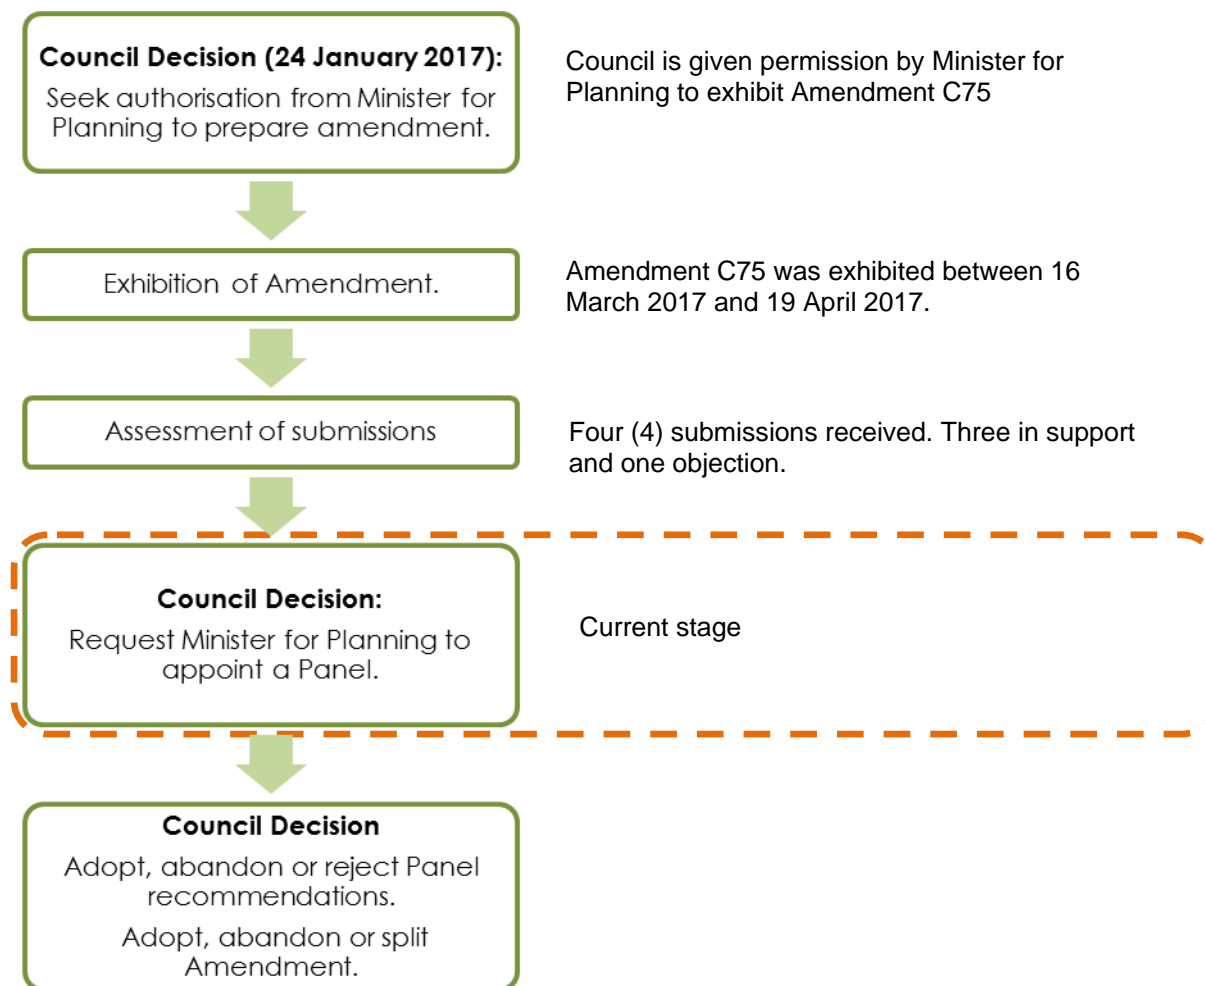 Council Decision (24 January 2017):
Seek authorisation from Minister for
Planning to prepare amendment.
Council is given permission by Minister for
Planning to exhibit Amendment C75
Exhibition of Amendment.
Amendment C75 was exhibited between 16
March 2017 and 19 April 2017.
Assessment of submissions
Four (4) submissions received. Three in support
and one objection.
Council Decision:
Request Minister for Planning to
appoint a Panel.
Current stage
Council Decision
Adopt, abandon or reject Panel
recommendations.
Adopt, abandon or split
Amendment.